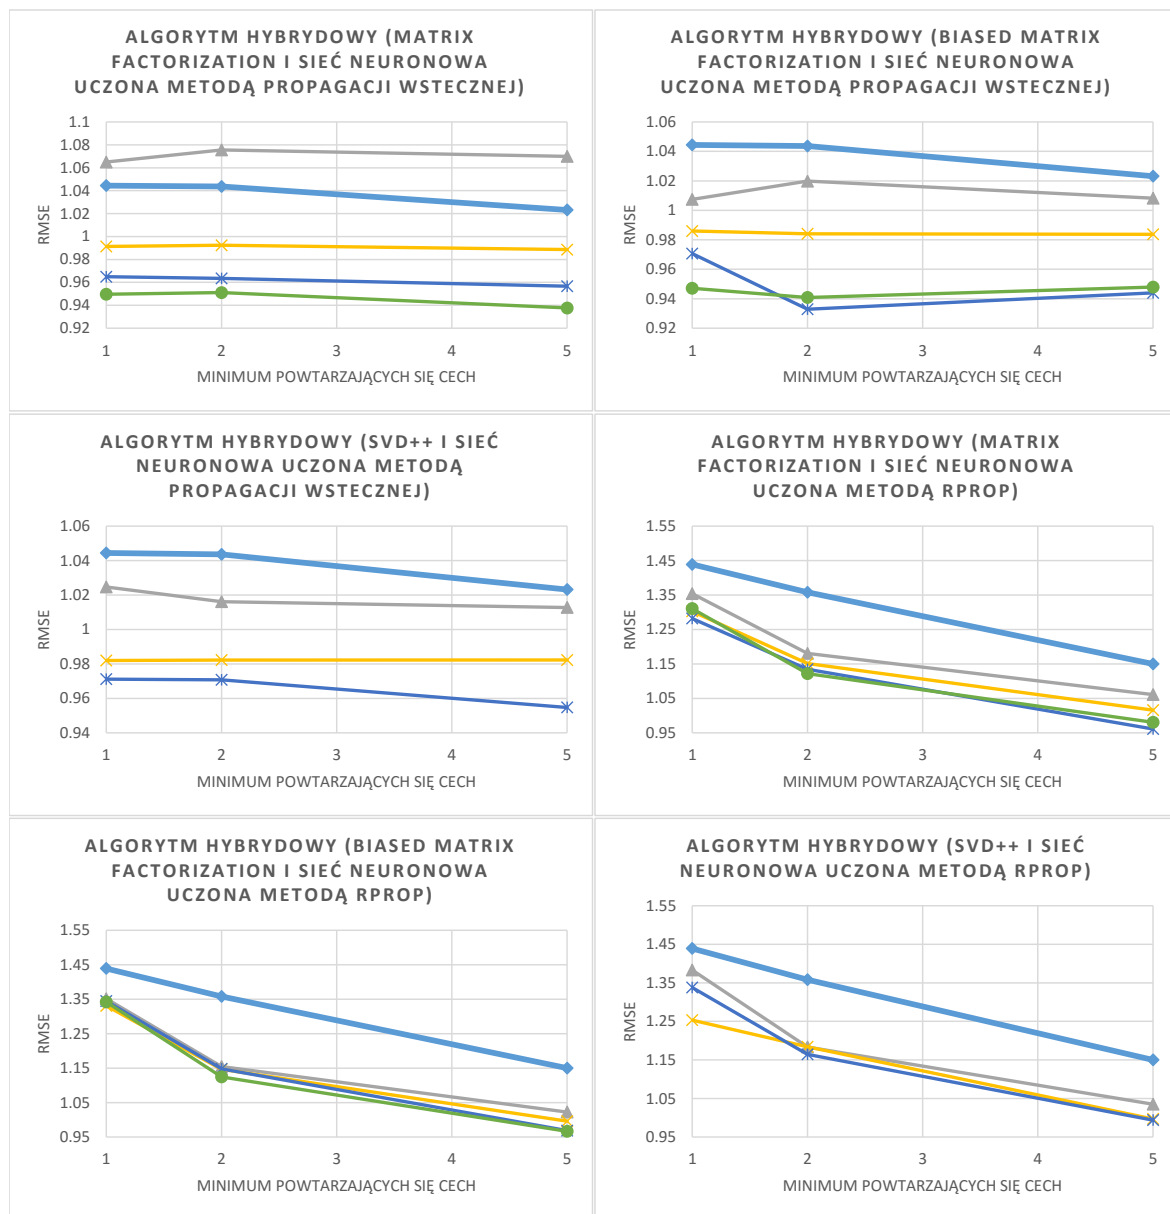 ALGORYTM HYBRYDOWY (MATRIX
FACTORIZATION I SIEĆ NEURONOWA
UCZONA METODĄ PROPAGACJI WSTECZNEJ)
1.1
1.08
1.06
1.04
1.02
1
0.98
0.96
0.94
0.92
RMSE
1 2 3 4 5
MINIMUM POWTARZAJĄCYCH SIĘ CECH
ALGORYTM HYBRYDOWY (BIASED MATRIX
FACTORIZATION I SIEĆ NEURONOWA
UCZONA METODĄ PROPAGACJI WSTECZNEJ)
1.06
1.04
1.02
1
0.98
0.96
0.94
0.92
RMSE
1 2 3 4 5
MINIMUM POWTARZAJĄCYCH SIĘ CECH
ALGORYTM HYBRYDOWY (SVD++ I SIEĆ
NEURONOWA UCZONA METODĄ
PROPAGACJI WSTECZNEJ)
1.06
1.04
1.02
1
0.98
0.96
0.94
RMSE
1 2 3 4 5
MINIMUM POWTARZAJĄCYCH SIĘ CECH
ALGORYTM HYBRYDOWY (MATRIX
FACTORIZATION I SIEĆ NEURONOWA
UCZONA METODĄ RPROP)
1.55
1.45
1.35
1.25
1.15
1.05
0.95
RMSE
1 2 3 4 5
MINIMUM POWTARZAJĄCYCH SIĘ CECH
ALGORYTM HYBRYDOWY (BIASED MATRIX
FACTORIZATION I SIEĆ NEURONOWA
UCZONA METODĄ RPROP)
1.55
1.45
1.35
1.25
1.15
1.05
0.95
RMSE
1 2 3 4 5
MINIMUM POWTARZAJĄCYCH SIĘ CECH
ALGORYTM HYBRYDOWY (SVD++ I SIEĆ
NEURONOWA UCZONA METODĄ RPROP)
1.55
1.45
1.35
1.25
1.15
1.05
0.95
RMSE
1 2 3 4 5
MINIMUM POWTARZAJĄCYCH SIĘ CECH